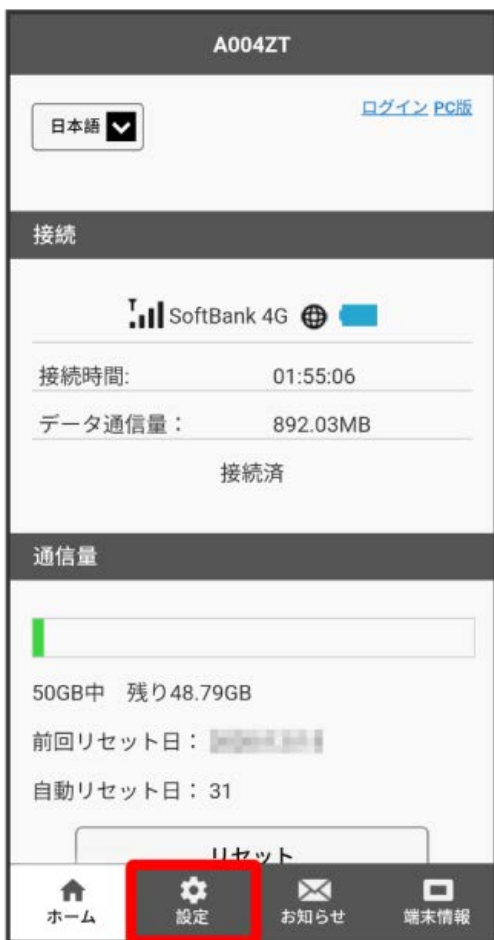 A004ZT
日本語
ログイン PC版
接続
SoftBank 4G
接続時間: 01:55:06
データ通信量： 892.03MB
接続済
通信量
50GB中 残り48.79GB
前回リセット日：
自動リセット日： 31
リセット
ホーム 設定 お知らせ 端末情報